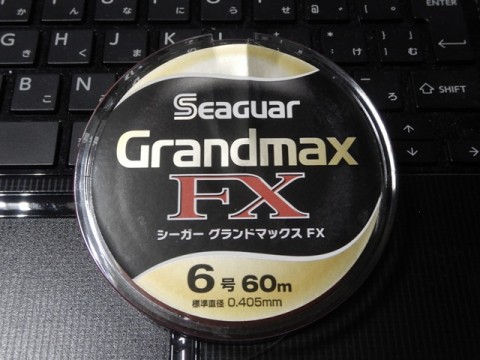 Seaguar
Grandmax
FX
シーガー グランドマックス FX
6号 60m
標準直径 0.405mm
SHIFT